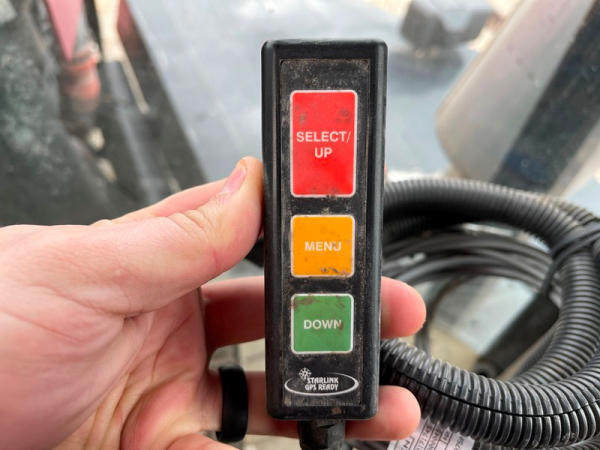 SELECT/
UP
MENU
DOWN
STARLINK
GPS READY